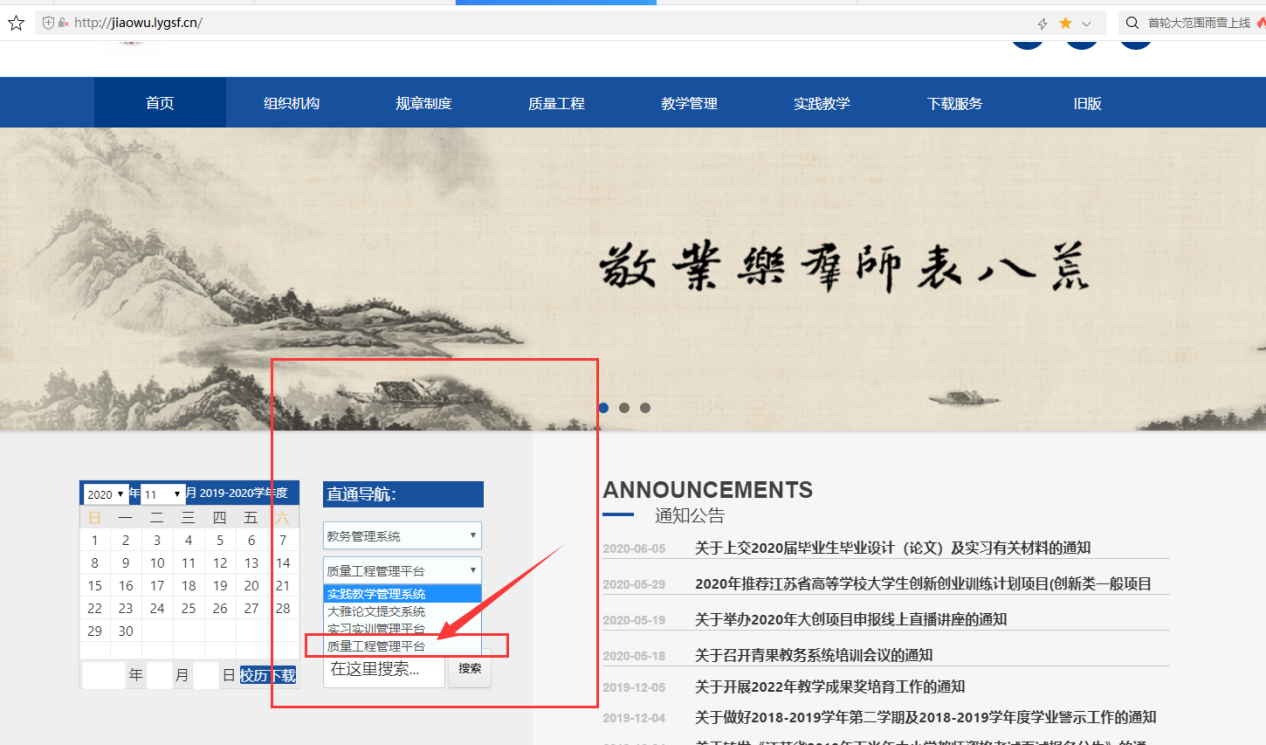 http://jiaowu.lygsf.cn/
首轮大范围雨雪上线
首页 组织机构 规章制度 质量工程 教学管理 实践教学 下载服务 旧版
敬業樂群師表八荒
2020 年 11 月 2019-2020学年度
日 一 二 三 四 五 六
1 2 3 4 5 6 7
8 9 10 11 12 13 14
15 16 17 18 19 20 21
22 23 24 25 26 27 28
29 30
年 月 日 校历下载
直通导航:
教务管理系统
质量工程管理平台
实践教学管理系统
大雅论文提交系统
实习实训管理平台
质量工程管理平台
在这里搜索... 搜索
ANNOUNCEMENTS
通知公告
2020-06-05 关于上交2020届毕业生毕业设计（论文）及实习有关材料的通知
2020-05-29 2020年推荐江苏省高等学校大学生创新创业训练计划项目(创新类一般项目
2020-05-19 关于举办2020年大创项目申报线上直播讲座的通知
2020-05-18 关于召开青果教务系统培训会议的通知
2019-12-05 关于开展2022年教学成果奖培育工作的通知
2019-12-04 关于做好2018-2019学年第二学期及2018-2019学年度学业警示工作的通知